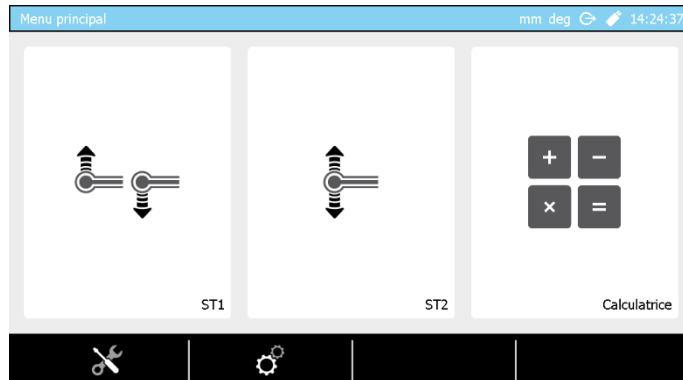 Menu principal
mm deg 14:24:37
ST1
ST2
+ −
× =
Calculatrice